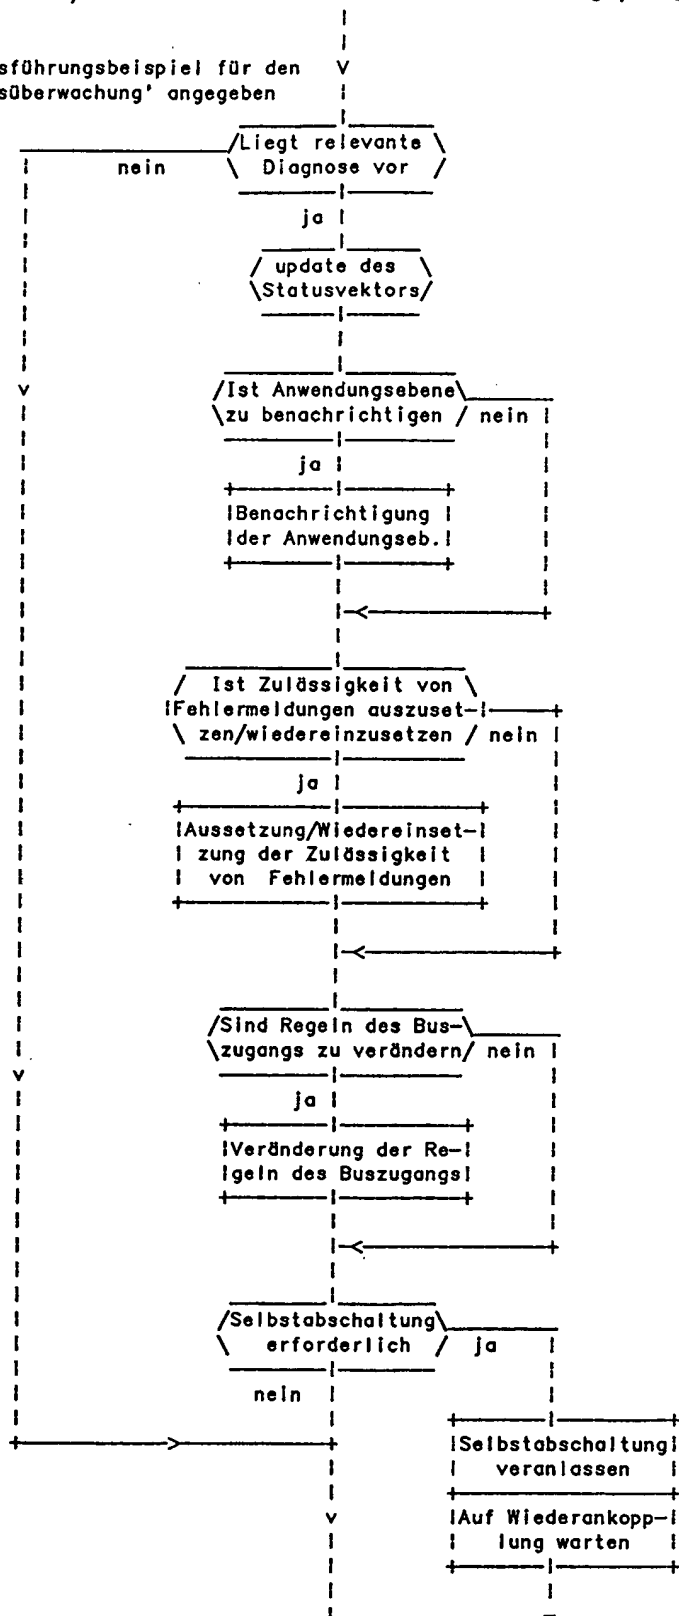 sführungsbeispiel für den
süberwachung' angegeben
Liegt relevante
nein Diagnose vor
ja
update des
Statusvektors
Ist Anwendungsebene
zu benachrichtigen nein
ja
Benachrichtigung
der Anwendungseb.
Ist Zulässigkeit von
Fehlermeldungen auszuset-
zen/wiedereinzusetzen nein
ja
Aussetzung/Wiedereinset-
zung der Zulässigkeit
von Fehlermeldungen
Sind Regeln des Bus-
zugangs zu verändern nein
ja
Veränderung der Re-
geln des Buszugangs
Selbstabschaltung
erforderlich ja
nein
Selbstabschaltung
veranlassen
Auf Wiederankopp-
lung warten